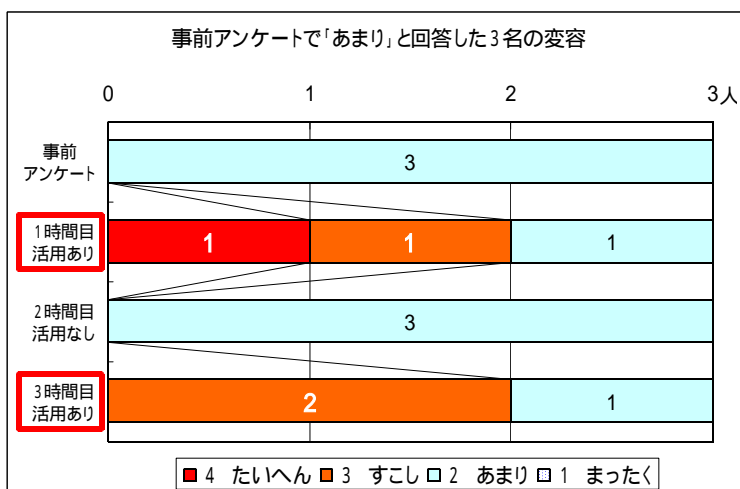 事前アンケートで「あまり」と回答した3名の変容
0 1 2 3人
事前
アンケート
3
1時間目
活用あり
1 1 1
2時間目
活用なし
3
3時間目
活用あり
2 1
4 たいへん 3 すこし 2 あまり 1 まったく